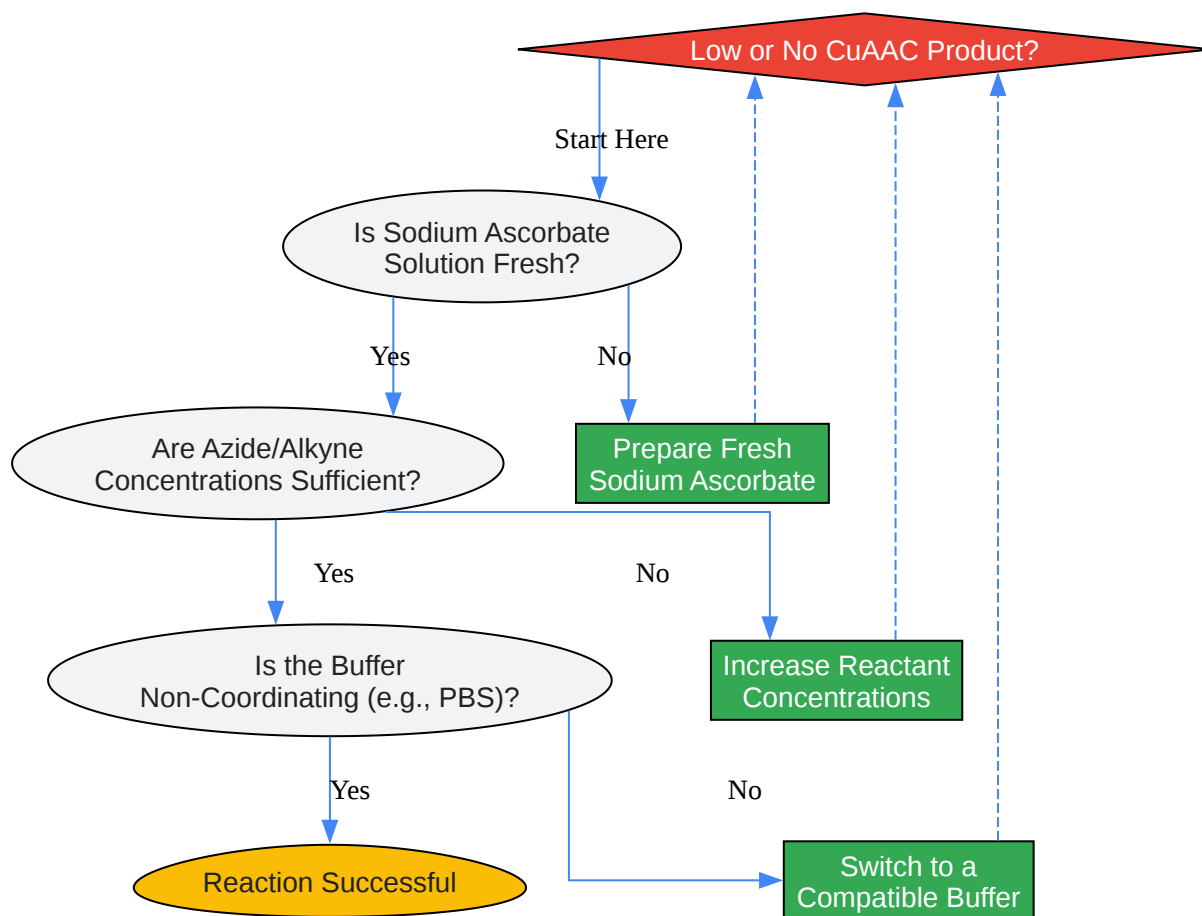 Low or No CuAAC Product?
Start Here
Is Sodium Ascorbate
Solution Fresh?
Yes
No
Are Azide/Alkyne
Concentrations Sufficient?
Prepare Fresh
Sodium Ascorbate
Yes
No
Is the Buffer
Non-Coordinating (e.g., PBS)?
Increase Reactant
Concentrations
Yes
No
Reaction Successful
Switch to a
Compatible Buffer